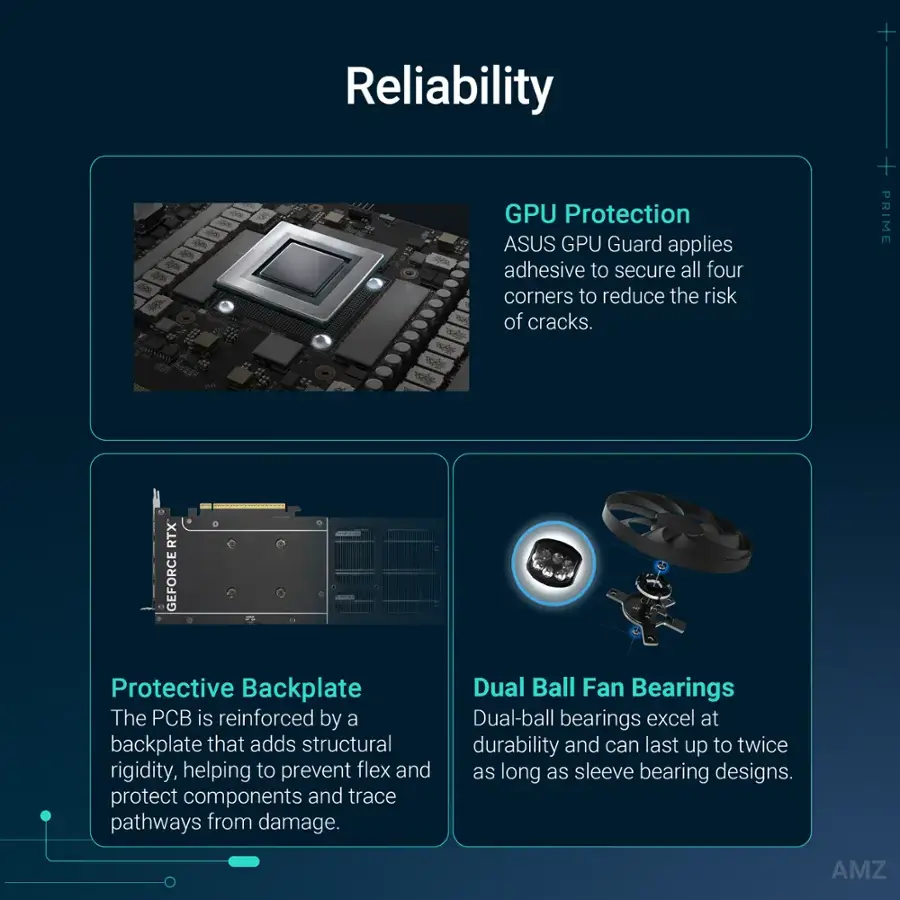 Reliability
PRIME
GPU Protection
ASUS GPU Guard applies
adhesive to secure all four
corners to reduce the risk
of cracks.
GEFORCE RTX
Protective Backplate
The PCB is reinforced by a
backplate that adds structural
rigidity, helping to prevent flex and
protect components and trace
pathways from damage.
Dual Ball Fan Bearings
Dual-ball bearings excel at
durability and can last up to twice
as long as sleeve bearing designs.
AMZ